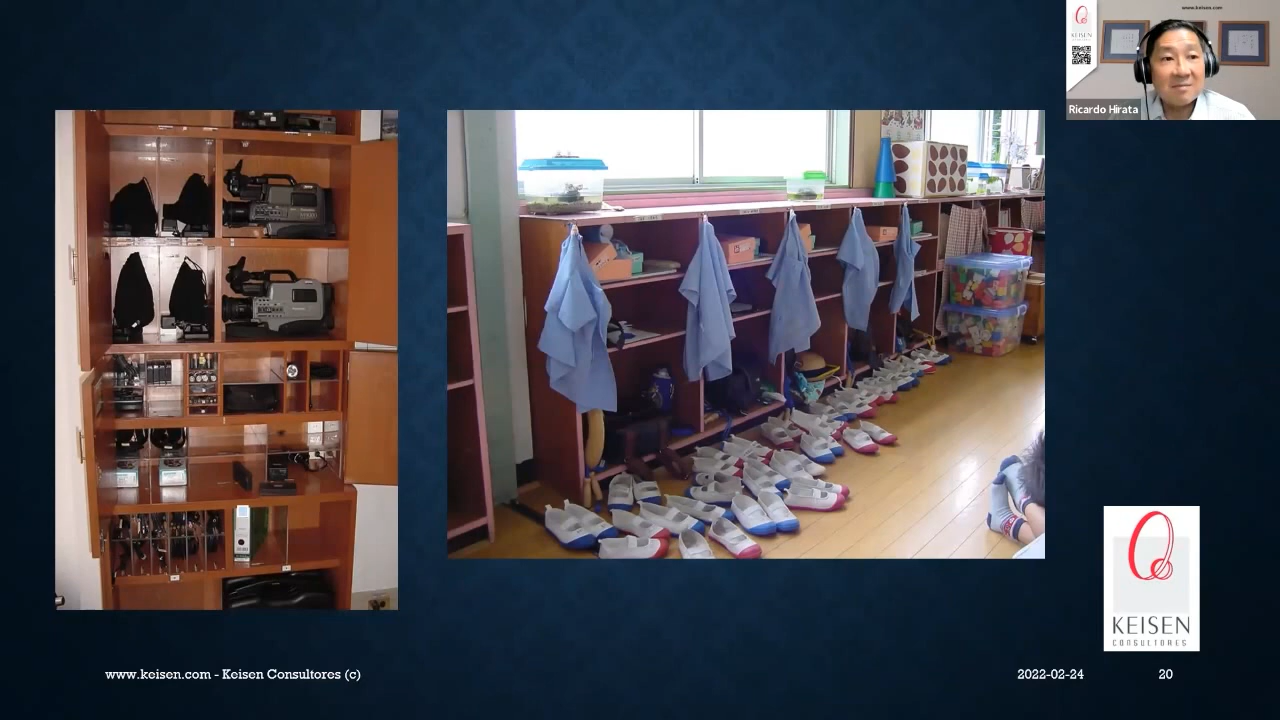 www.keisen.com
KEISEN
Ricardo Hirata
KEISEN
CONSULTORES
www.keisen.com - Keisen Consultores (c)
2022-02-24
20